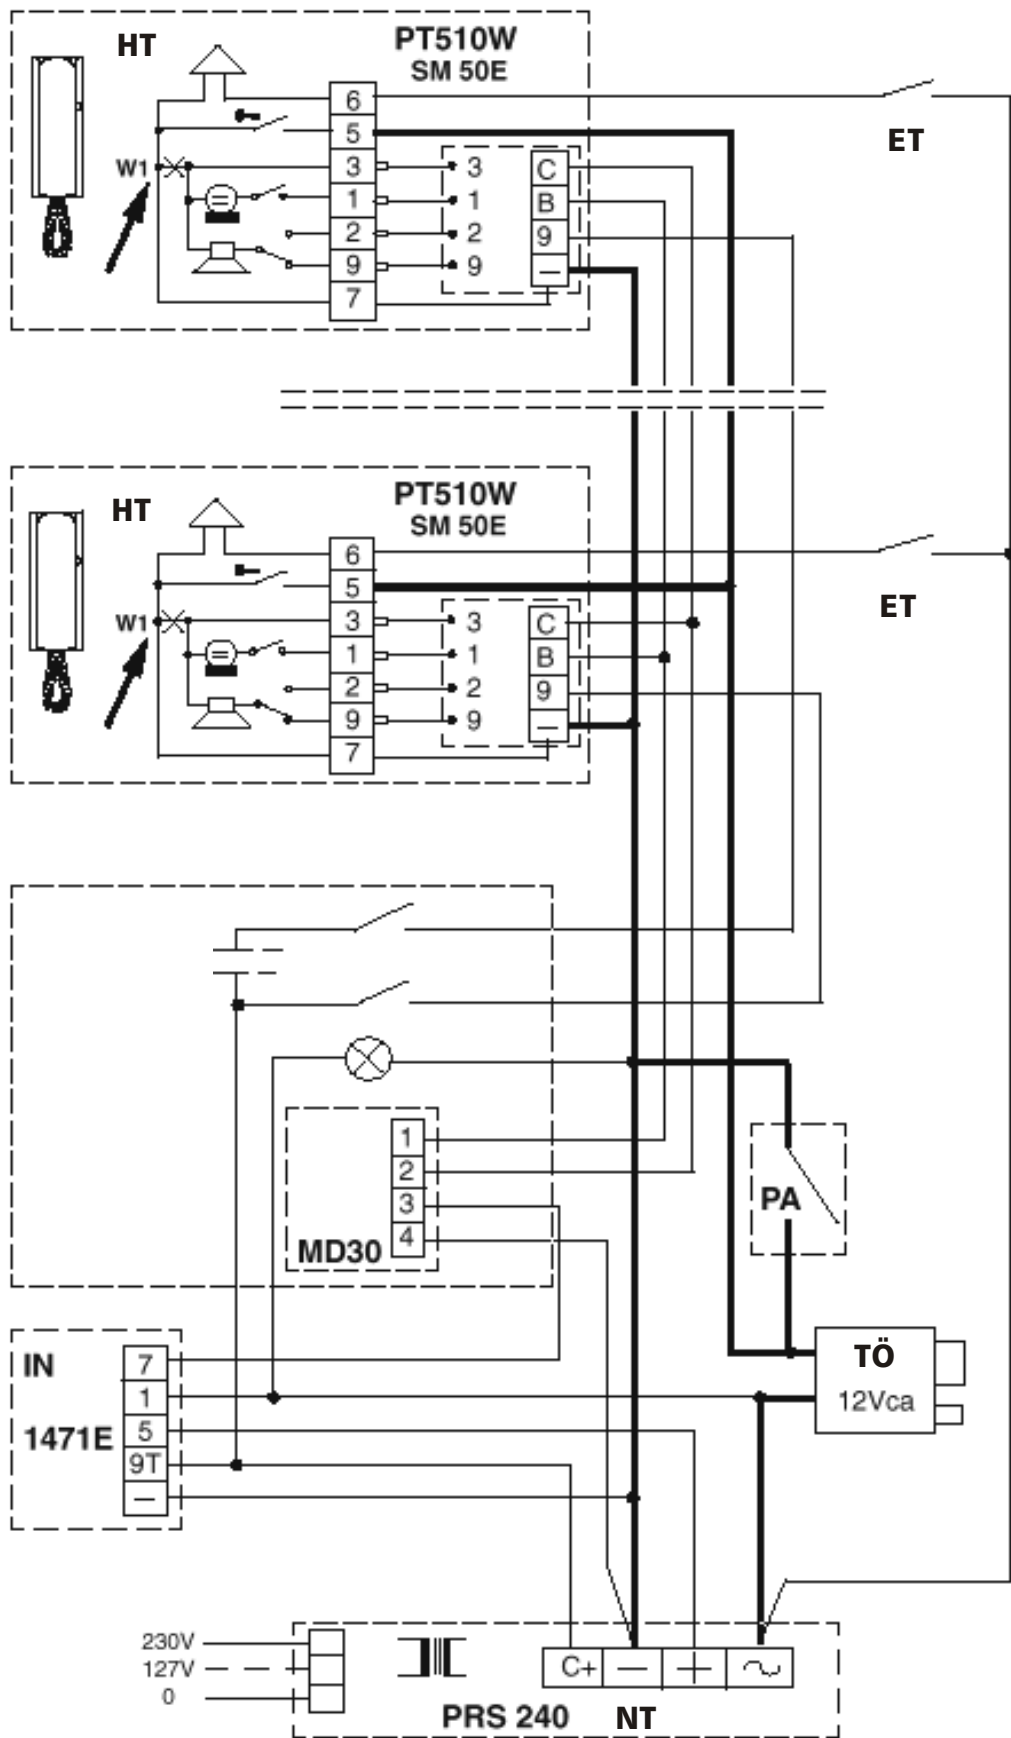 HT
PT510W
SM 50E
6
5
ET
W1
3
3
C
1
1
B
2
2
9
9
9
—
7
HT
PT510W
SM 50E
6
5
ET
W1
3
3
C
1
1
B
2
2
9
9
9
—
7
1
2
3
4
MD30
PA
IN
1471E
7
1
5
9T
—
TÖ
12Vca
230V
127V
0
C+ — + ~
PRS 240 NT